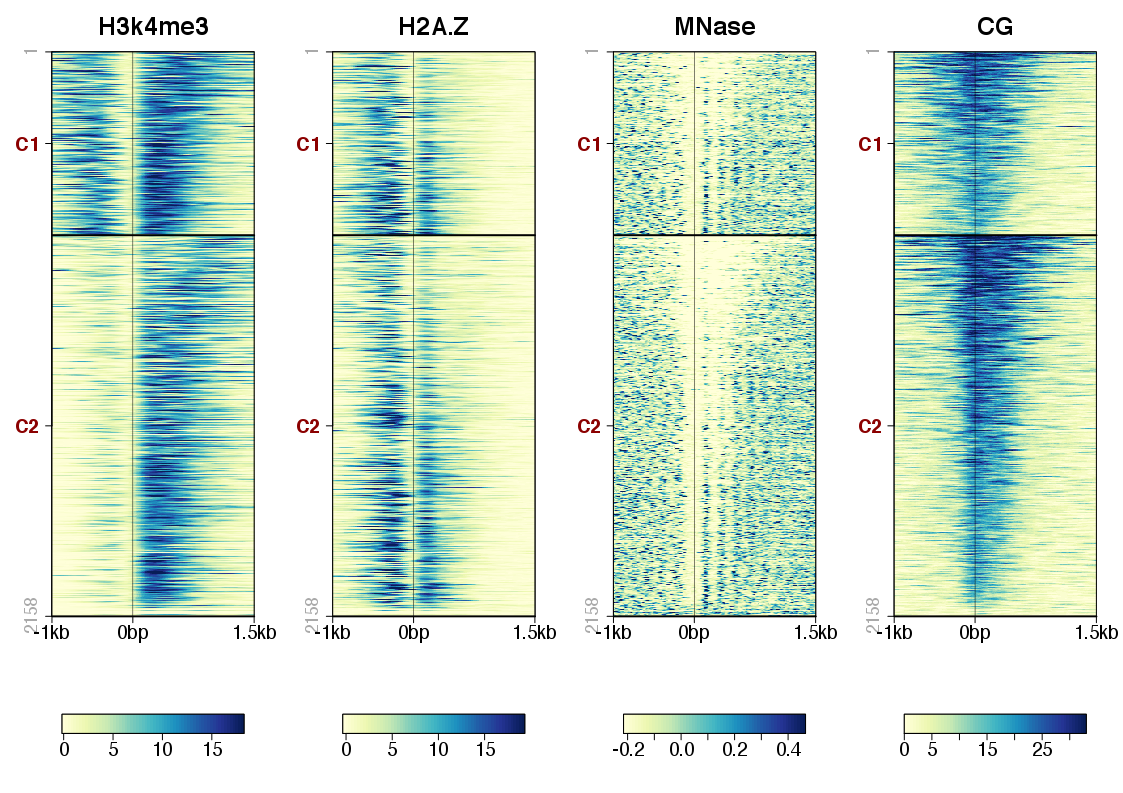 H3k4me3 H2A.Z MNase CG
1 1 1 1
C1 C1 C1 C1
C2 C2 C2 C2
2158 2158 2158 2158
-1kb 0bp 1.5kb -1kb 0bp 1.5kb -1kb 0bp 1.5kb -1kb 0bp 1.5kb
0 5 10 15 0 5 10 15 -0.2 0.0 0.2 0.4 0 5 15 25